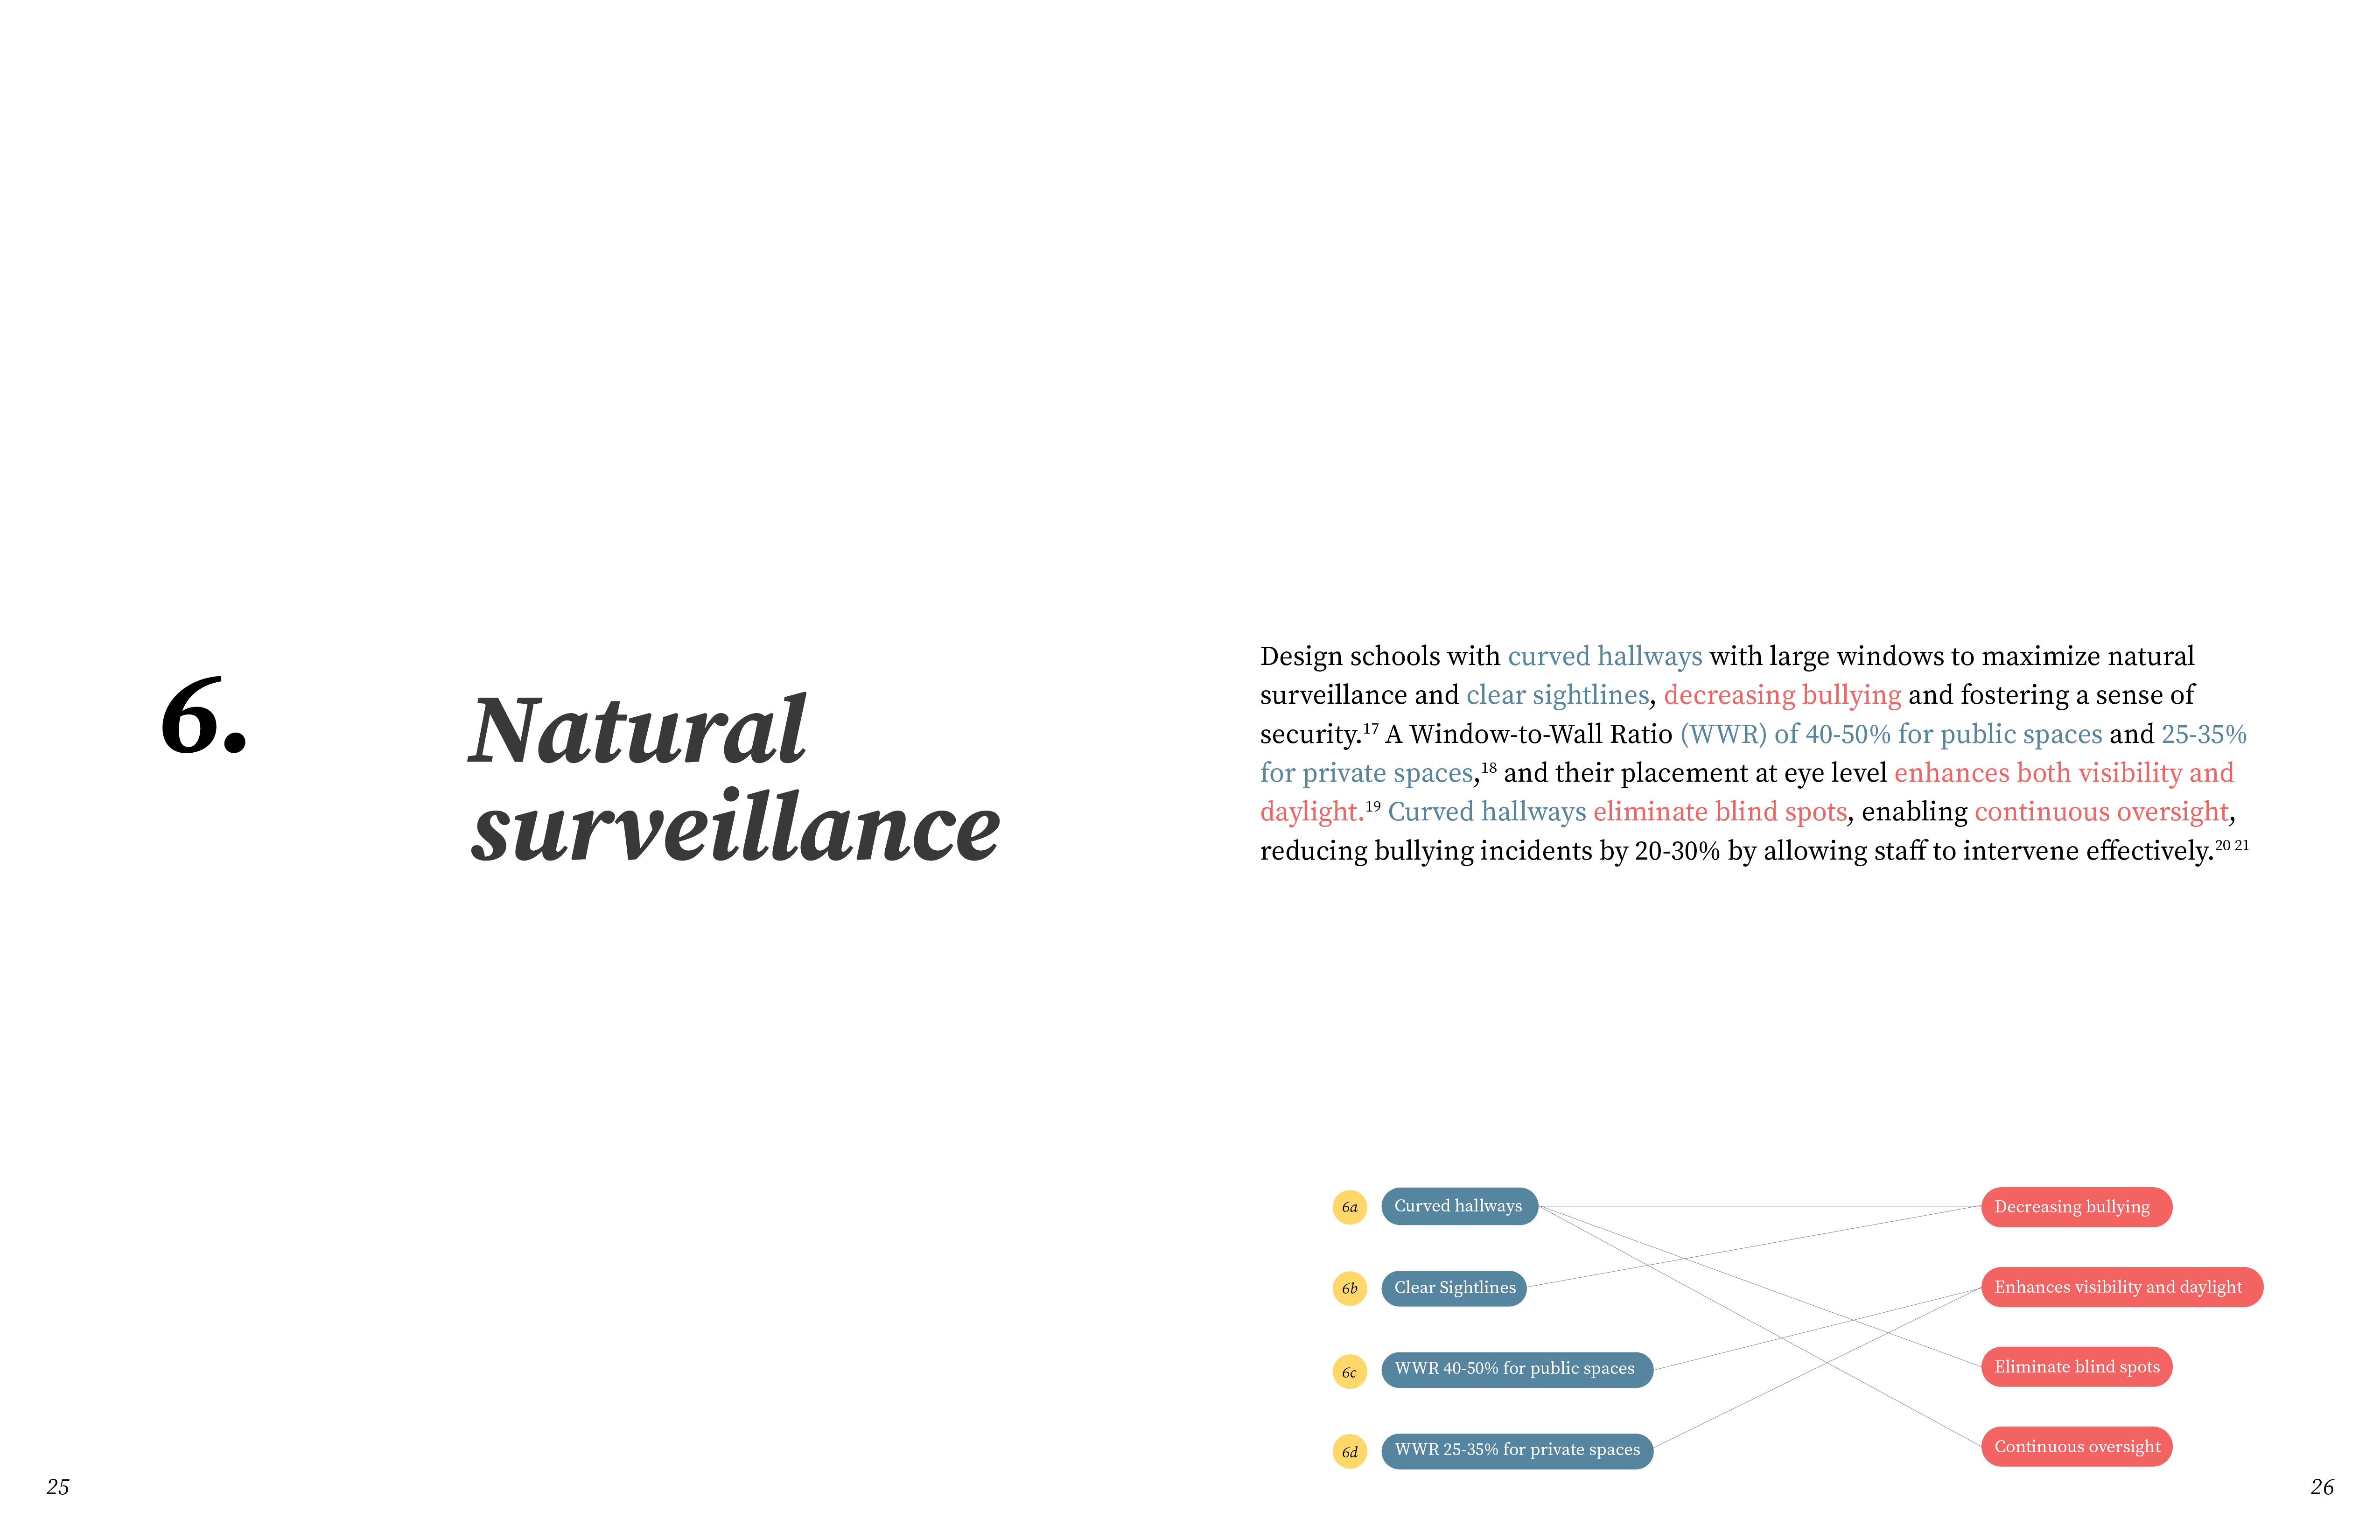 6.
Natural
surveillance
Design schools with curved hallways with large windows to maximize natural
surveillance and clear sightlines, decreasing bullying and fostering a sense of
security.17 A Window-to-Wall Ratio (WWR) of 40-50% for public spaces and 25-35%
for private spaces,18 and their placement at eye level enhances both visibility and
daylight.19 Curved hallways eliminate blind spots, enabling continuous oversight,
reducing bullying incidents by 20-30% by allowing staff to intervene effectively.20 21
6a Curved hallways
Decreasing bullying
6b Clear Sightlines
Enhances visibility and daylight
6c WWR 40-50% for public spaces
Eliminate blind spots
6d WWR 25-35% for private spaces
Continuous oversight
25
26